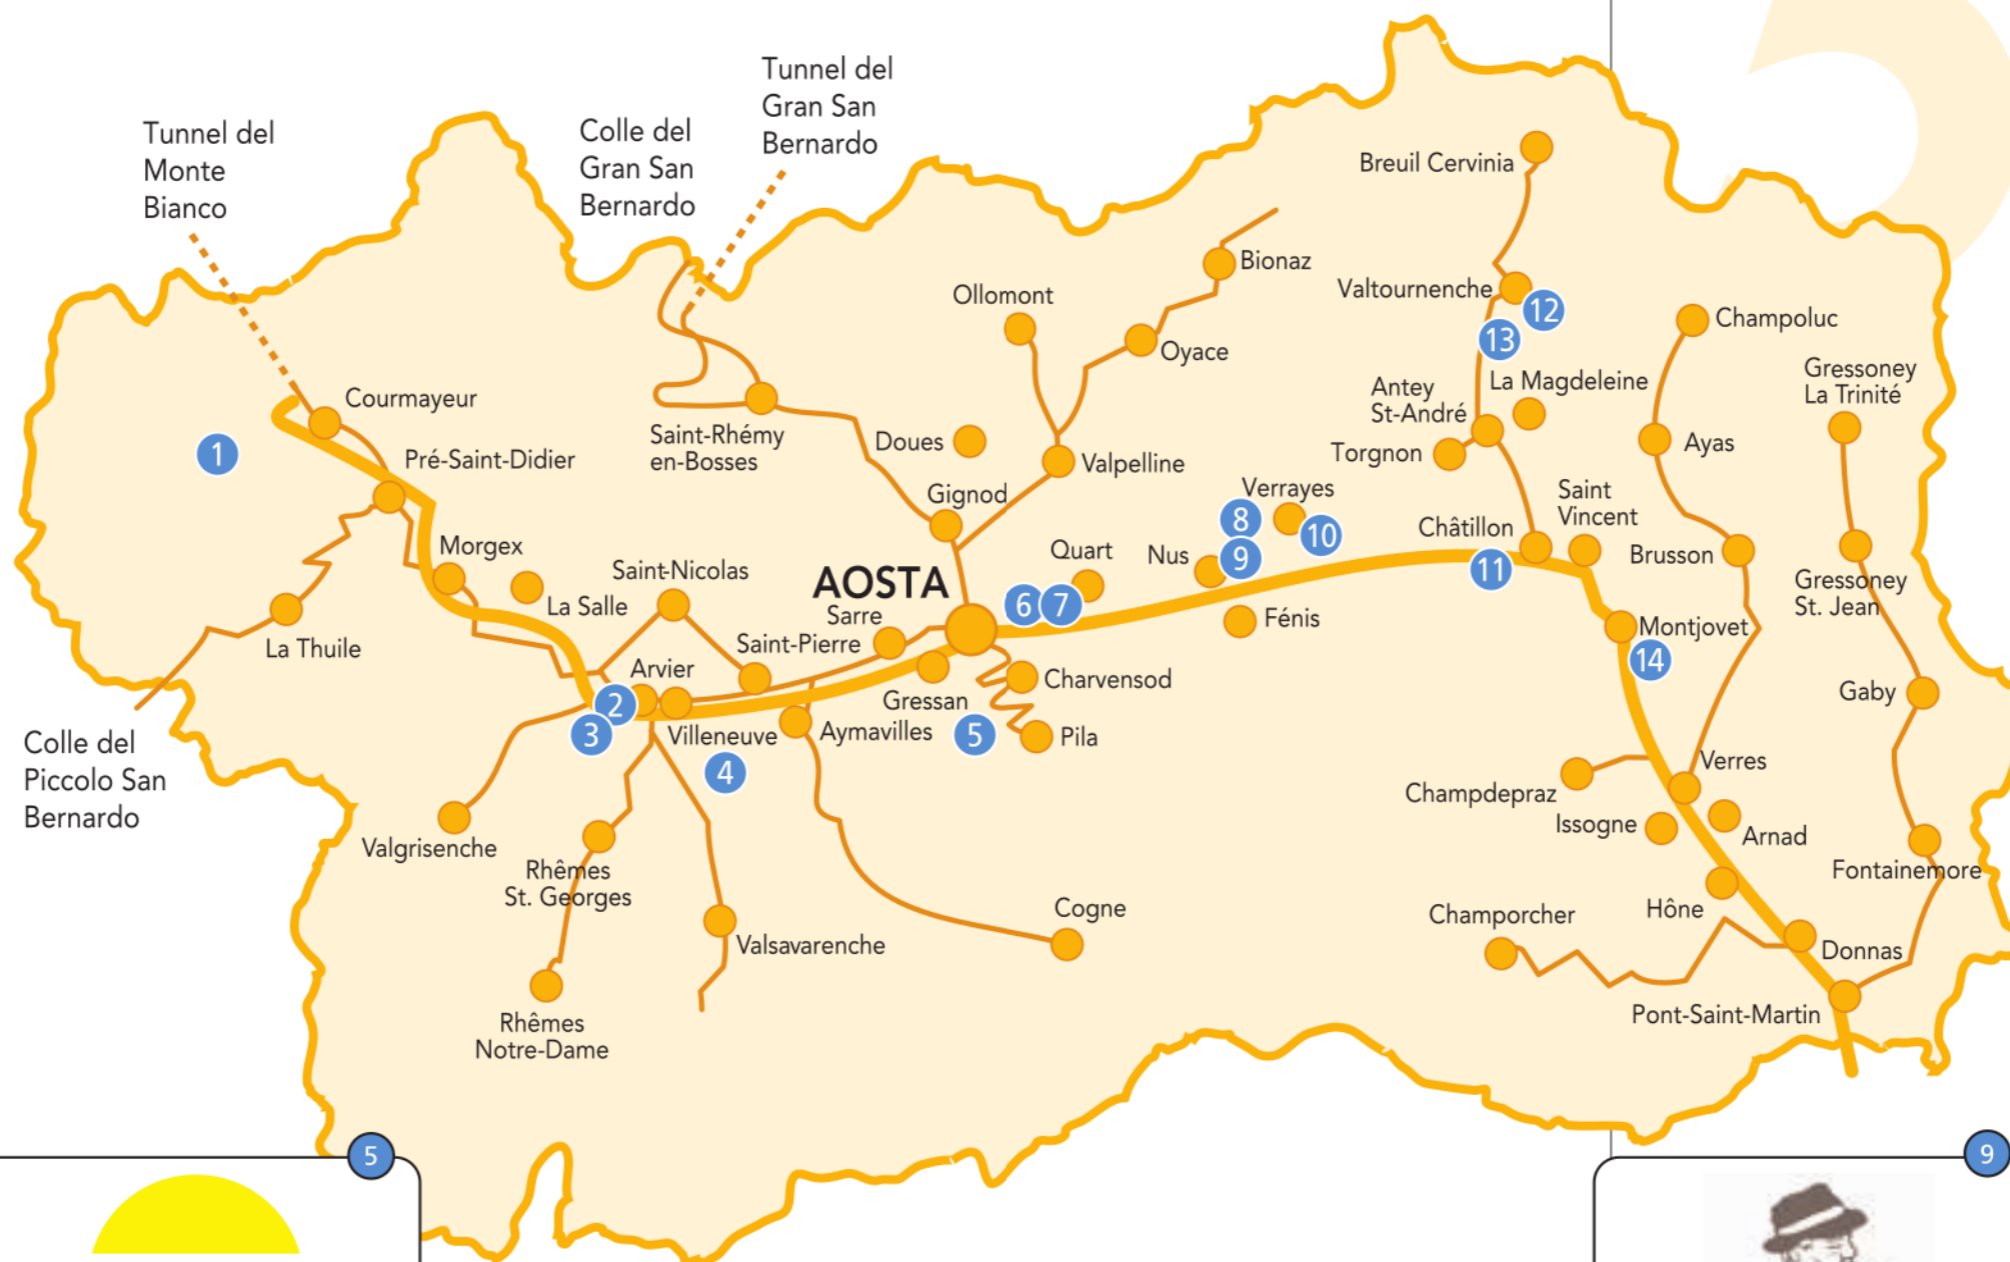 Tunnel del
Monte
Bianco
Colle del
Gran San
Bernardo
Tunnel del
Gran San
Bernardo
Breuil Cervinia
Bionaz
Valtournenche
12
Ollomont
13
Champoluc
Oyace
Gressoney
La Trinité
La Magdeleine
Antey
St-André
Courmayeur
1
Pré-Saint-Didier
Saint-Rhémy
en-Bosses
Doues
Valpelline
Torgnon
Ayas
Gignod
Verrayes
8
10
Saint
Vincent
Châtillon
Morgex
Quart
Nus
9
11
Brusson
Saint-Nicolas
AOSTA
La Salle
6
7
Gressoney
St. Jean
Sarre
Fénis
Montjovet
La Thuile
Saint-Pierre
14
Arvier
Charvensod
Gaby
2
Gressan
3
Villeneuve
Aymavilles
5
Pila
Colle del
Piccolo San
Bernardo
4
Verres
Champdepraz
Issogne
Arnad
Valgrisenche
Rhêmes
St. Georges
Fontainemore
Cogne
Champorcher
Hône
Valsavarenche
Donnas
Rhêmes
Notre-Dame
Pont-Saint-Martin
5
9